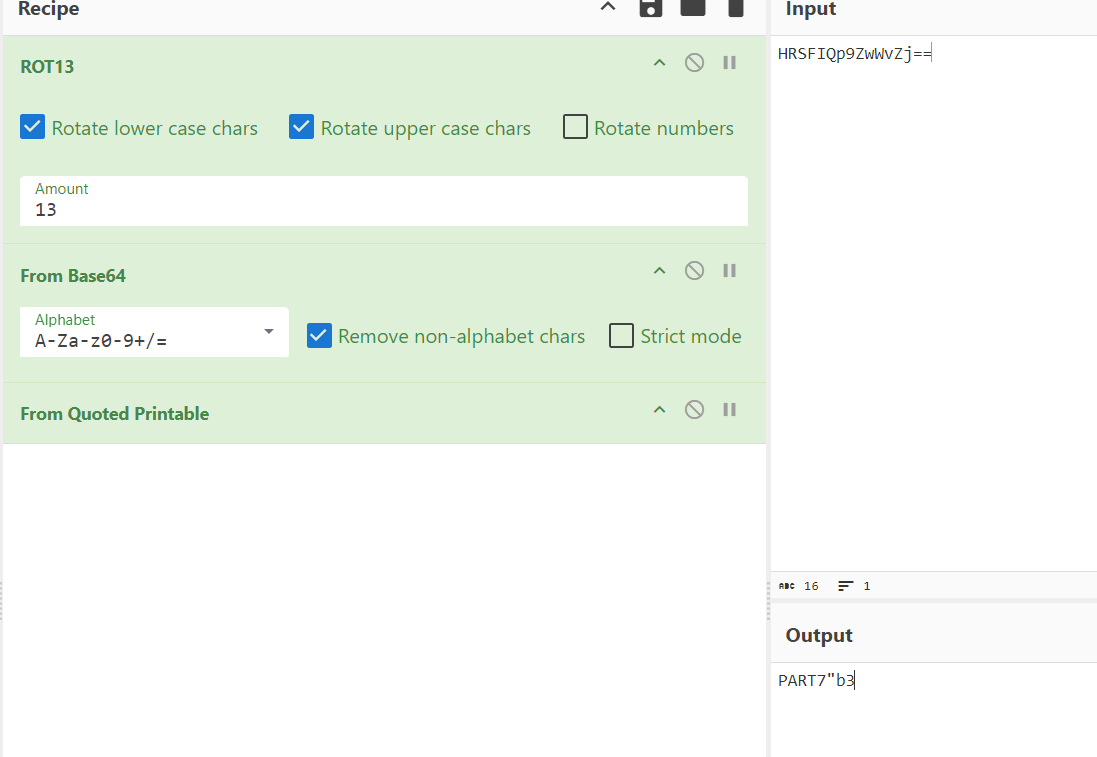 Recipe
ROT13
Rotate lower case chars
Rotate upper case chars
Rotate numbers
Amount
13
From Base64
Alphabet
A-Za-z0-9+/=
Remove non-alphabet chars
Strict mode
From Quoted Printable
Input
HRSFIQp9ZwWvZj==
ABC 16
1
Output
PART7"b3